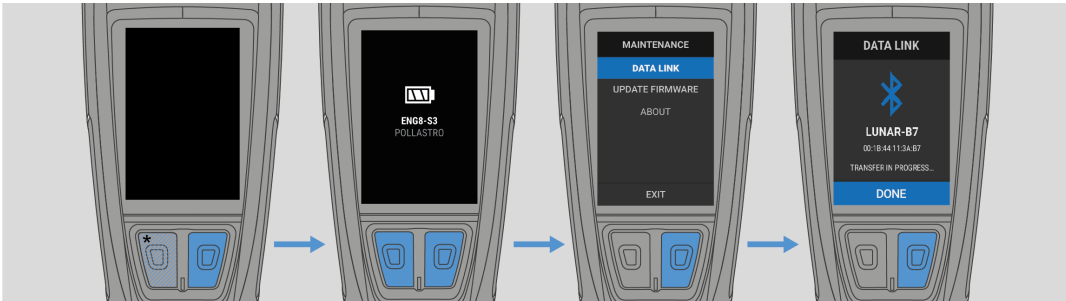 *
ENG8-S3
POLLASTRO
MAINTENANCE
DATA LINK
UPDATE FIRMWARE
ABOUT
EXIT
DATA LINK
LUNAR-B7
00:1B:44:11:3A:B7
TRANSFER IN PROGRESS...
DONE